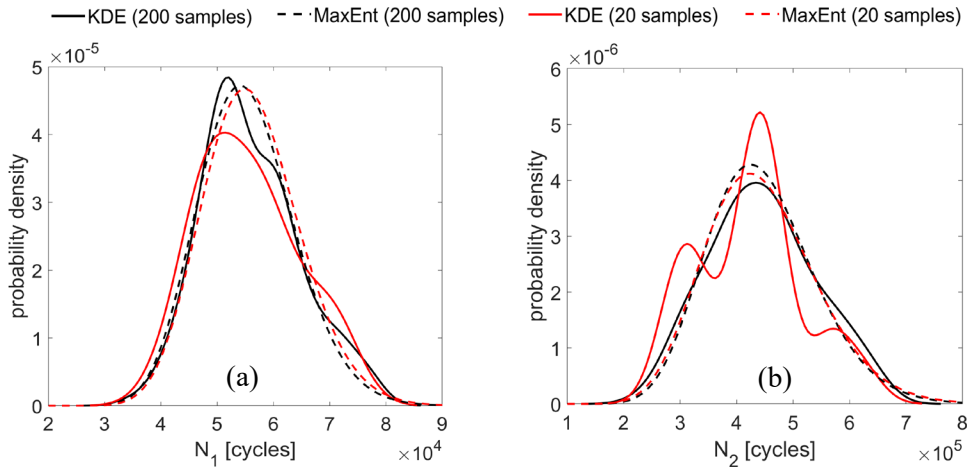 KDE (200 samples) MaxEnt (200 samples) KDE (20 samples) MaxEnt (20 samples)
×10⁻⁵
5
4
3
2
1
0
probability density
(a)
2 3 4 5 6 7 8 9
N₁ [cycles]
×10⁴
×10⁻⁶
6
5
4
3
2
1
0
probability density
(b)
1 2 3 4 5 6 7 8
N₂ [cycles]
×10⁵